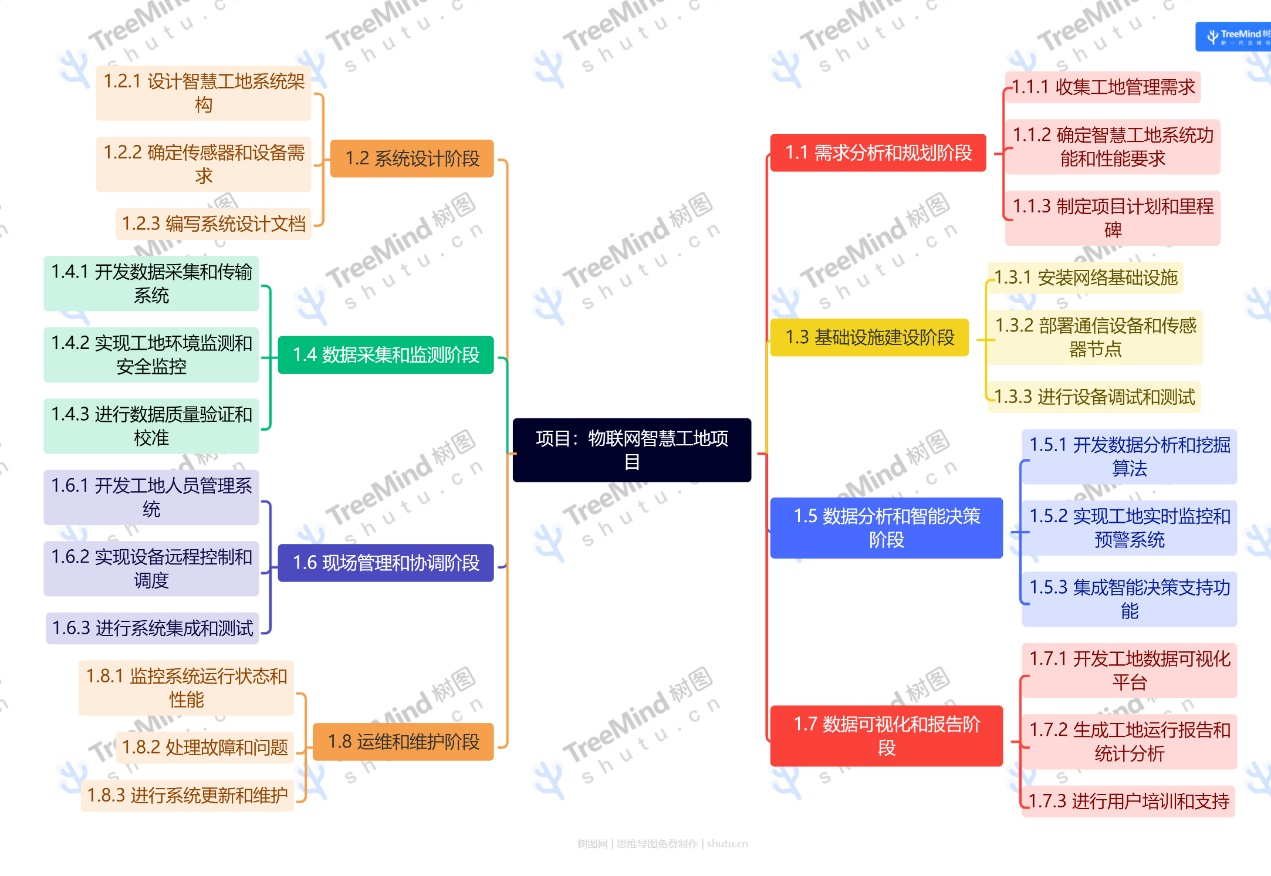 项目：物联网智慧工地项
目
1.1 需求分析和规划阶段
1.1.1 收集工地管理需求
1.1.2 确定智慧工地系统功
能和性能要求
1.1.3 制定项目计划和里程
碑
1.2 系统设计阶段
1.2.1 设计智慧工地系统架
构
1.2.2 确定传感器和设备需
求
1.2.3 编写系统设计文档
1.3 基础设施建设阶段
1.3.1 安装网络基础设施
1.3.2 部署通信设备和传感
器节点
1.3.3 进行设备调试和测试
1.4 数据采集和监测阶段
1.4.1 开发数据采集和传输
系统
1.4.2 实现工地环境监测和
安全监控
1.4.3 进行数据质量验证和
校准
1.5 数据分析和智能决策
阶段
1.5.1 开发数据分析和挖掘
算法
1.5.2 实现工地实时监控和
预警系统
1.5.3 集成智能决策支持功
能
1.6 现场管理和协调阶段
1.6.1 开发工地人员管理系
统
1.6.2 实现设备远程控制和
调度
1.6.3 进行系统集成和测试
1.7 数据可视化和报告阶
段
1.7.1 开发工地数据可视化
平台
1.7.2 生成工地运行报告和
统计分析
1.7.3 进行用户培训和支持
1.8 运维和维护阶段
1.8.1 监控系统运行状态和
性能
1.8.2 处理故障和问题
1.8.3 进行系统更新和维护
TreeMind树图
shutu.cn
TreeMind树
树图网 | 思维导图免费制作 | shutu.cn